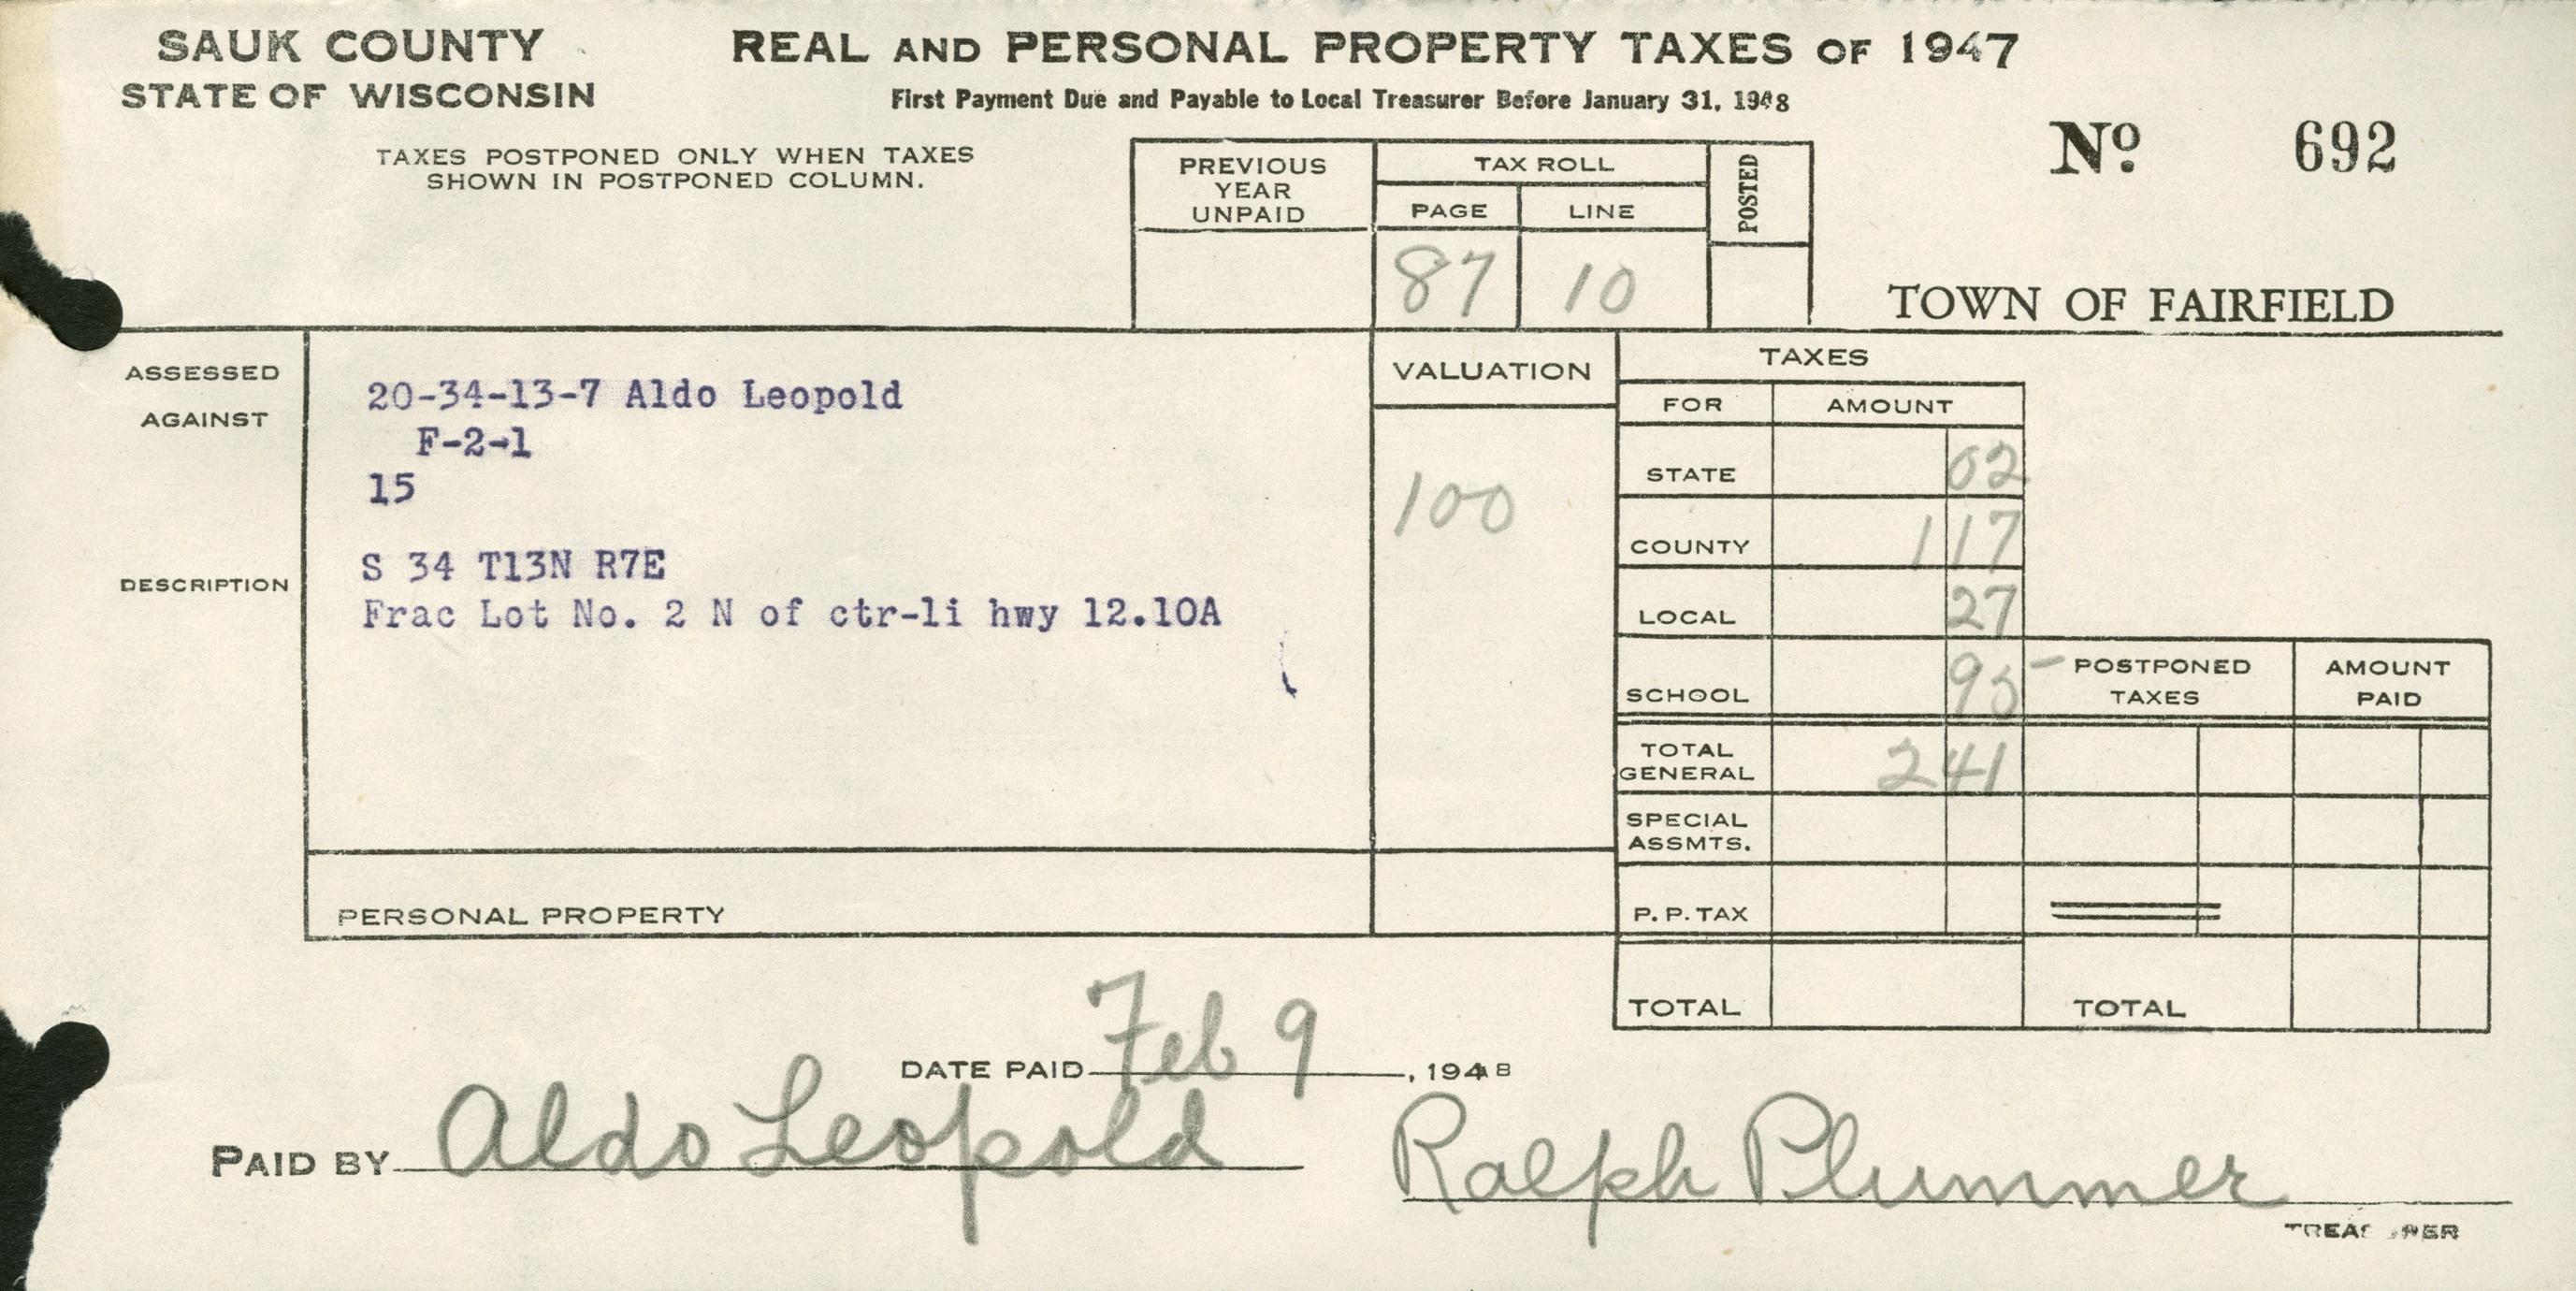 SAUK COUNTY
STATE OF WISCONSIN
REAL AND PERSONAL PROPERTY TAXES OF 1947
First Payment Due and Payable to Local Treasurer Before January 31, 1948
TAXES POSTPONED ONLY WHEN TAXES
SHOWN IN POSTPONED COLUMN.
PREVIOUS
YEAR
UNPAID
TAX ROLL
PAGE LINE
87 10
POSTED
No 692
TOWN OF FAIRFIELD
ASSESSED
AGAINST
20-34-13-7 Aldo Leopold
F-2-1
15
DESCRIPTION
S 34 T13N R7E
Frac Lot No. 2 N of ctr-li hwy 12.10A
PERSONAL PROPERTY
VALUATION
100
TAXES
FOR AMOUNT
STATE 02
COUNTY 1 17
LOCAL 27
SCHOOL 95
TOTAL
GENERAL 2 41
SPECIAL
ASSMTS.
P. P. TAX
TOTAL
POSTPONED
TAXES
AMOUNT
PAID
TOTAL
DATE PAID Feb 9, 1948
PAID BY Aldo Leopold
Ralph Plummer
TREASURER